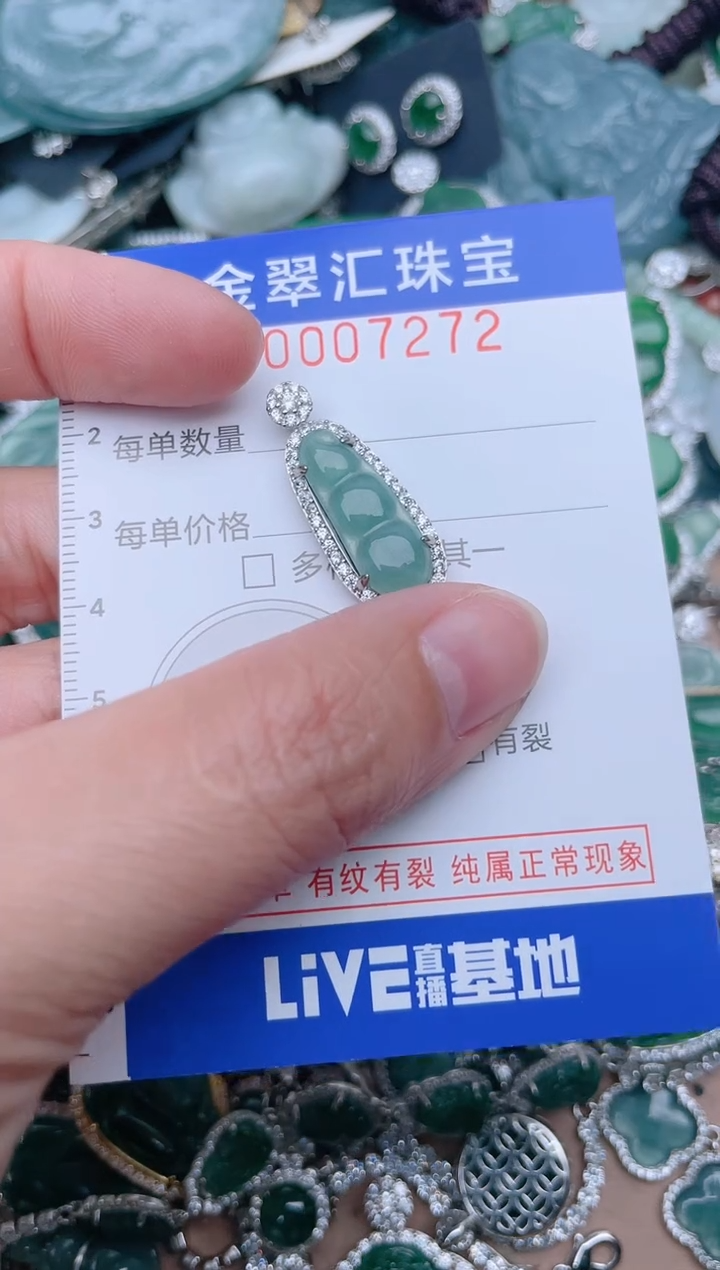 金翠汇珠宝
0007272
2 每单数量
3 每单价格
多 其一
4
5
有裂
有纹有裂 纯属正常现象
LiVE直播基地